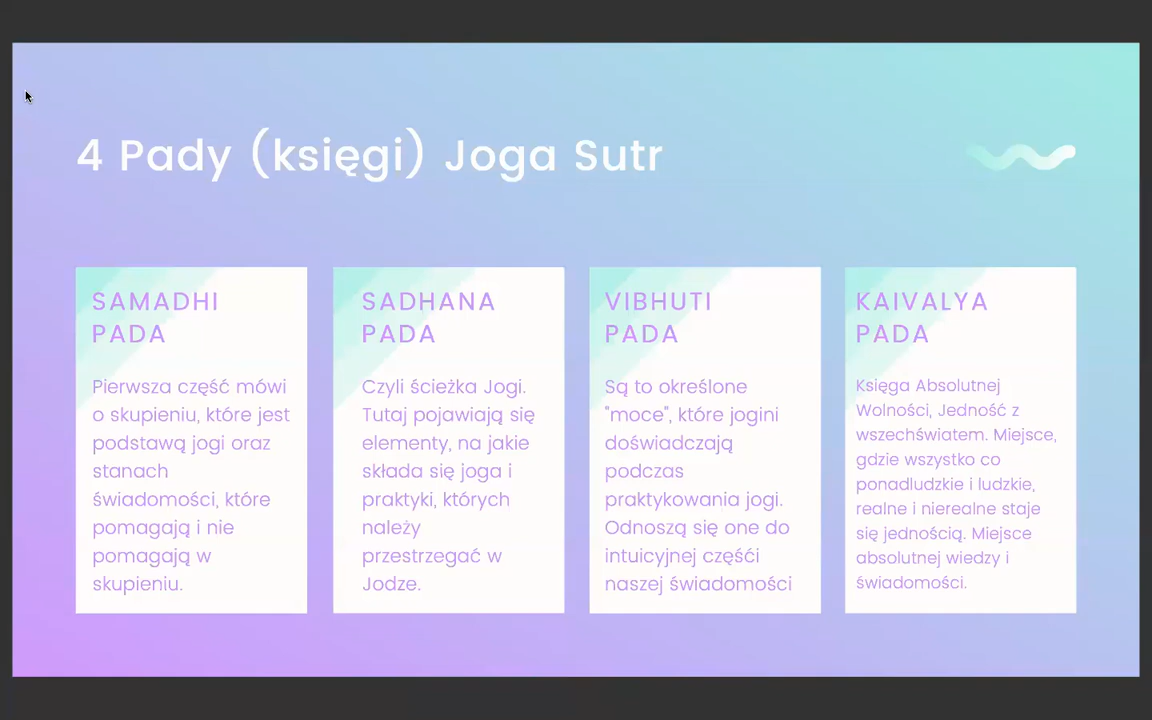 4 Pady (księgi) Joga Sutr
SAMADHI
PADA
Pierwsza część mówi
o skupieniu, które jest
podstawą jogi oraz
stanach
świadomości, które
pomagają i nie
pomagają w
skupieniu.
SADHANA
PADA
Czyli ścieżka Jogi.
Tutaj pojawiają się
elementy, na jakie
składa się joga i
praktyki, których
należy
przestrzegać w
Jodze.
VIBHUTI
PADA
Są to określone
"moce", które jogini
doświadczają
podczas
praktykowania jogi.
Odnoszą się one do
intuicyjnej częśći
naszej świadomości
KAIVALYA
PADA
Księga Absolutnej
Wolności, Jedność z
wszechświatem. Miejsce,
gdzie wszystko co
ponadludzkie i ludzkie,
realne i nierealne staje
się jednością. Miejsce
absolutnej wiedzy i
świadomości.